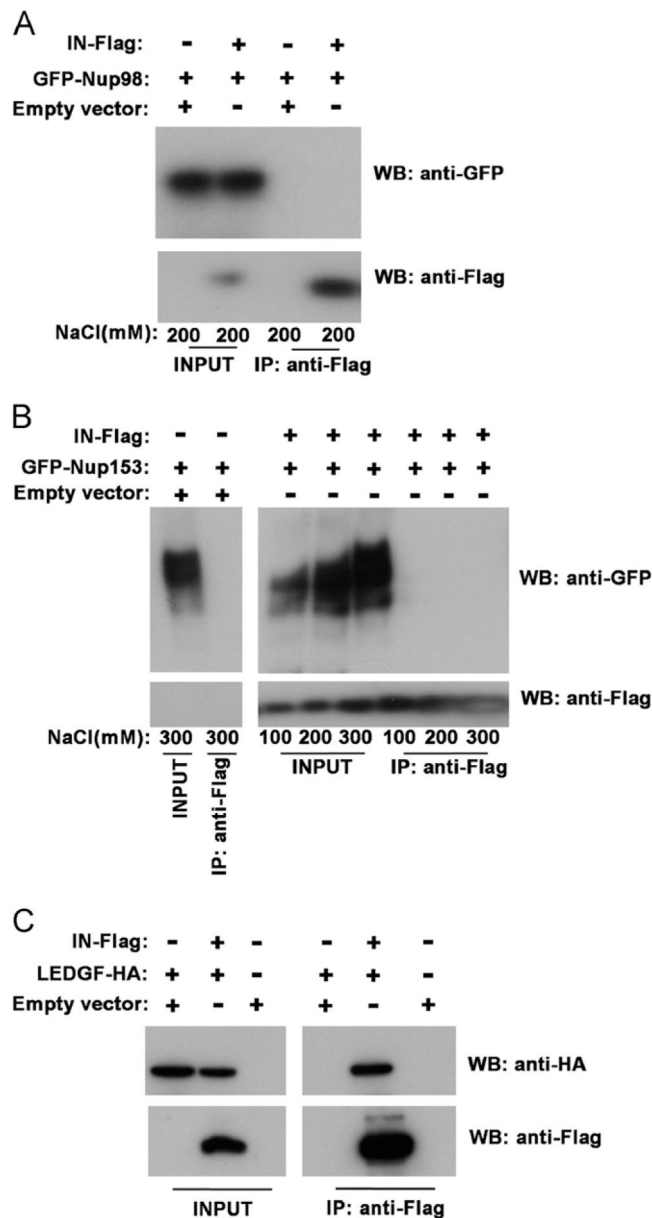 A
IN-Flag: - + - +
GFP-Nup98: + + + +
Empty vector: + - + -
WB: anti-GFP
WB: anti-Flag
NaCl(mM): 200 200 200 200
INPUT IP: anti-Flag
B
IN-Flag: - - + + + + + +
GFP-Nup153: + + + + + + + +
Empty vector: + + - - - - - -
WB: anti-GFP
WB: anti-Flag
NaCl(mM): 300 300 100 200 300 100 200 300
INPUT IP: anti-Flag INPUT IP: anti-Flag
C
IN-Flag: - + - - + -
LEDGF-HA: + + - + + -
Empty vector: + - + + - +
WB: anti-HA
WB: anti-Flag
INPUT IP: anti-Flag